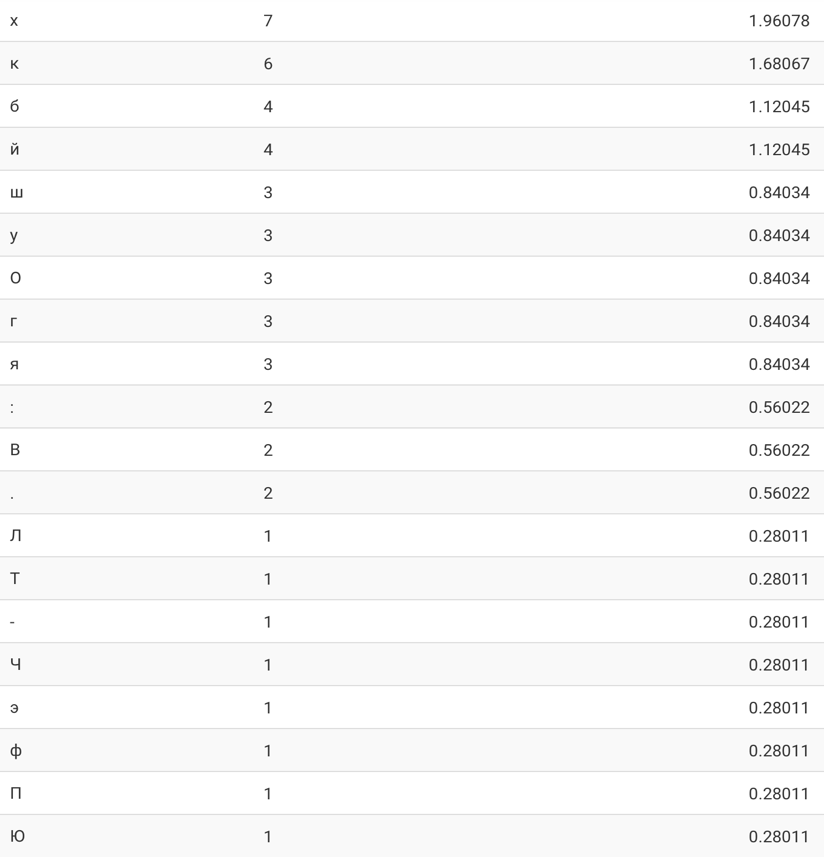 х 7 1.96078
к 6 1.68067
б 4 1.12045
й 4 1.12045
ш 3 0.84034
у 3 0.84034
О 3 0.84034
г 3 0.84034
я 3 0.84034
: 2 0.56022
В 2 0.56022
. 2 0.56022
Л 1 0.28011
Т 1 0.28011
- 1 0.28011
Ч 1 0.28011
э 1 0.28011
ф 1 0.28011
П 1 0.28011
Ю 1 0.28011